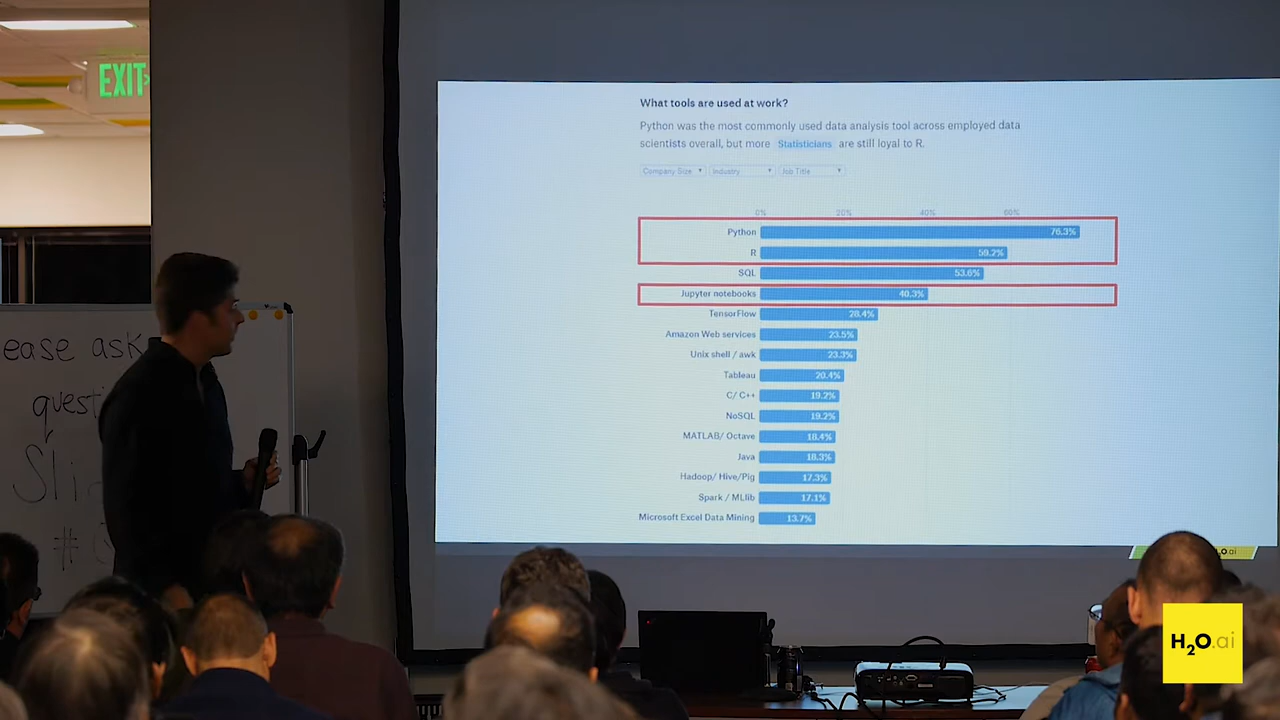 EXIT
ease ask
quest
Sli
#
What tools are used at work?
Python was the most commonly used data analysis tool across employed data
scientists overall, but more Statisticians are still loyal to R.
Company Size Industry Job Title
0% 20% 40% 60%
Python 76.3%
R 59.2%
SQL 53.6%
Jupyter notebooks 40.3%
TensorFlow 28.4%
Amazon Web services 23.5%
Unix shell / awk 23.3%
Tableau 20.4%
C/ C++ 19.2%
NoSQL 19.2%
MATLAB/ Octave 18.4%
Java 18.3%
Hadoop/ Hive/Pig 17.3%
Spark / MLlib 17.1%
Microsoft Excel Data Mining 13.7%
H2O.ai